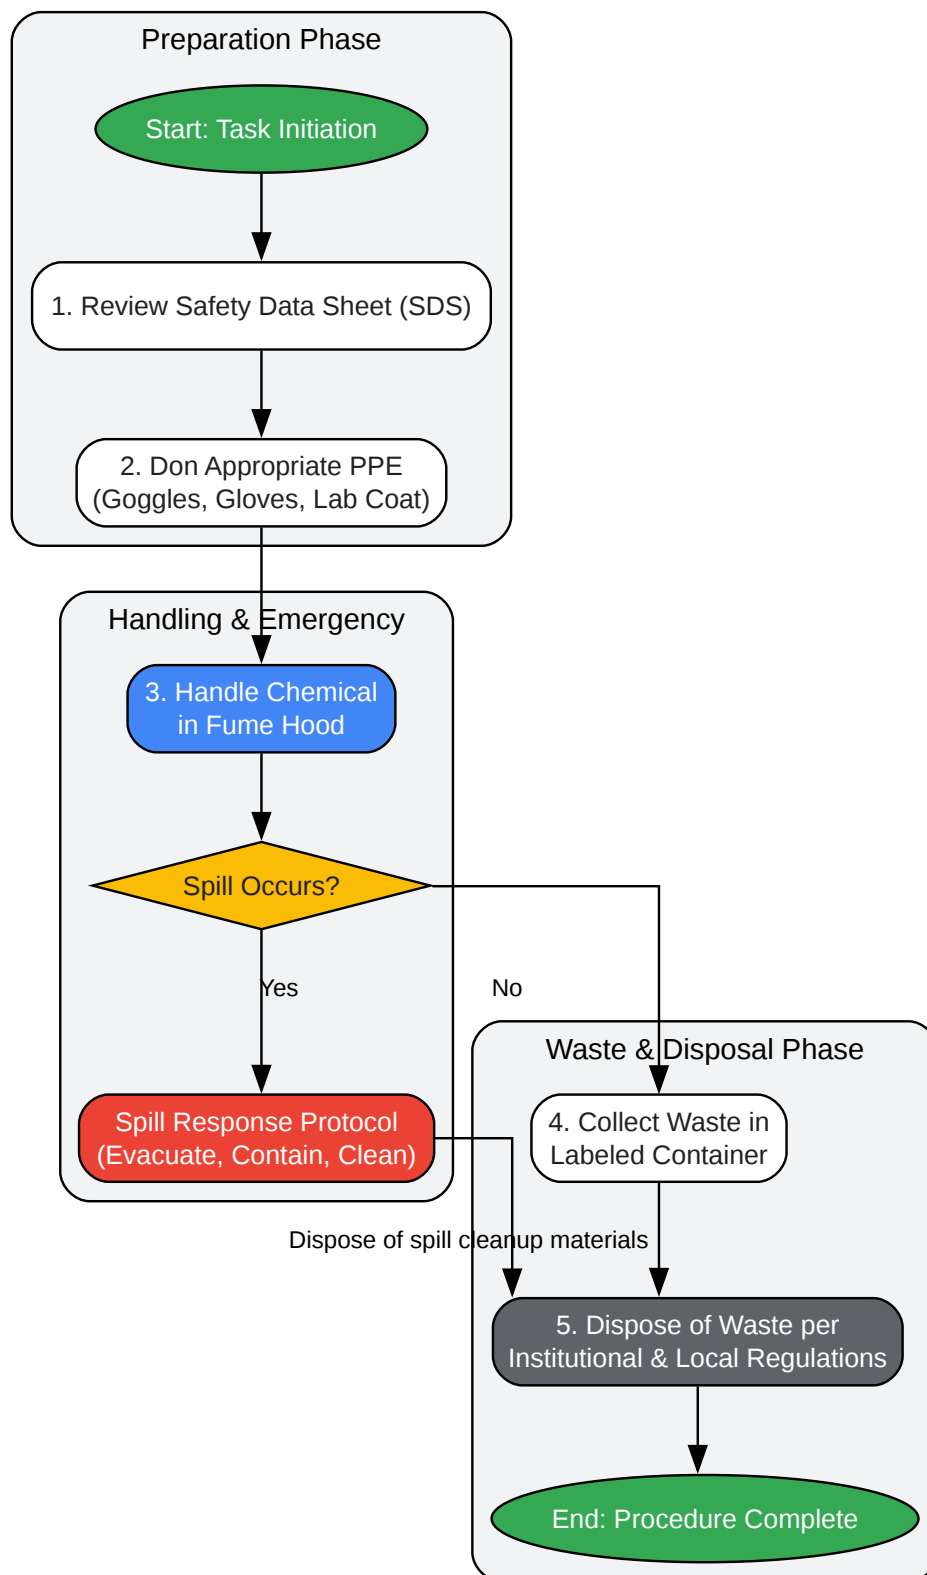 Preparation Phase
Start: Task Initiation
1. Review Safety Data Sheet (SDS)
2. Don Appropriate PPE
(Goggles, Gloves, Lab Coat)
Handling & Emergency
3. Handle Chemical
in Fume Hood
Spill Occurs?
Yes
No
Spill Response Protocol
(Evacuate, Contain, Clean)
Waste & Disposal Phase
4. Collect Waste in
Labeled Container
Dispose of spill cleanup materials
5. Dispose of Waste per
Institutional & Local Regulations
End: Procedure Complete